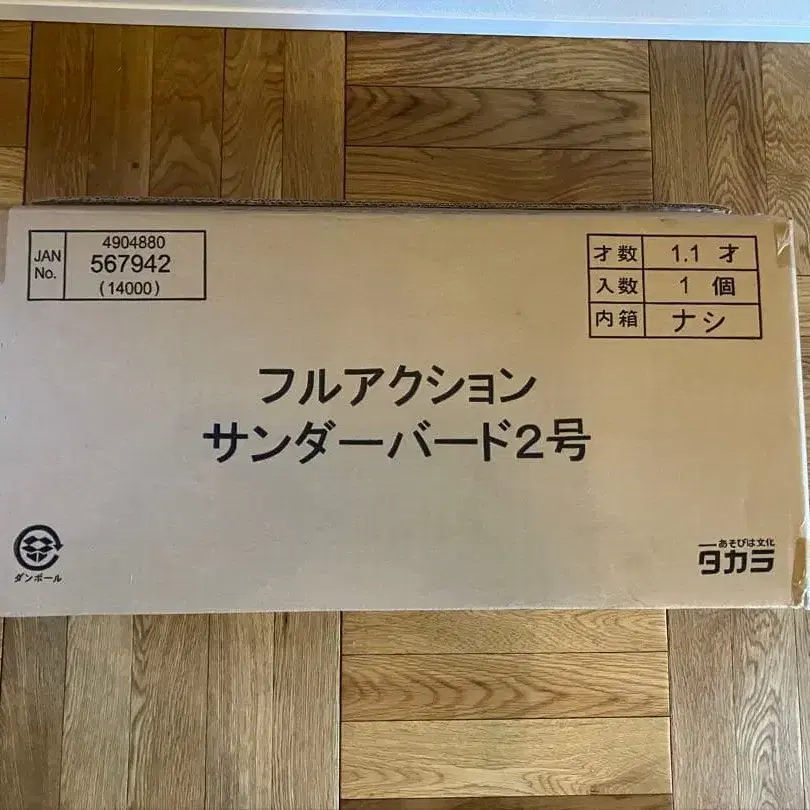 JAN No.
4904880
567942
(14000)
才数 1.1 才
入数 1 個
内箱 ナシ
フルアクション
サンダーバード2号
ダンボール
あそびは文化
タカラ